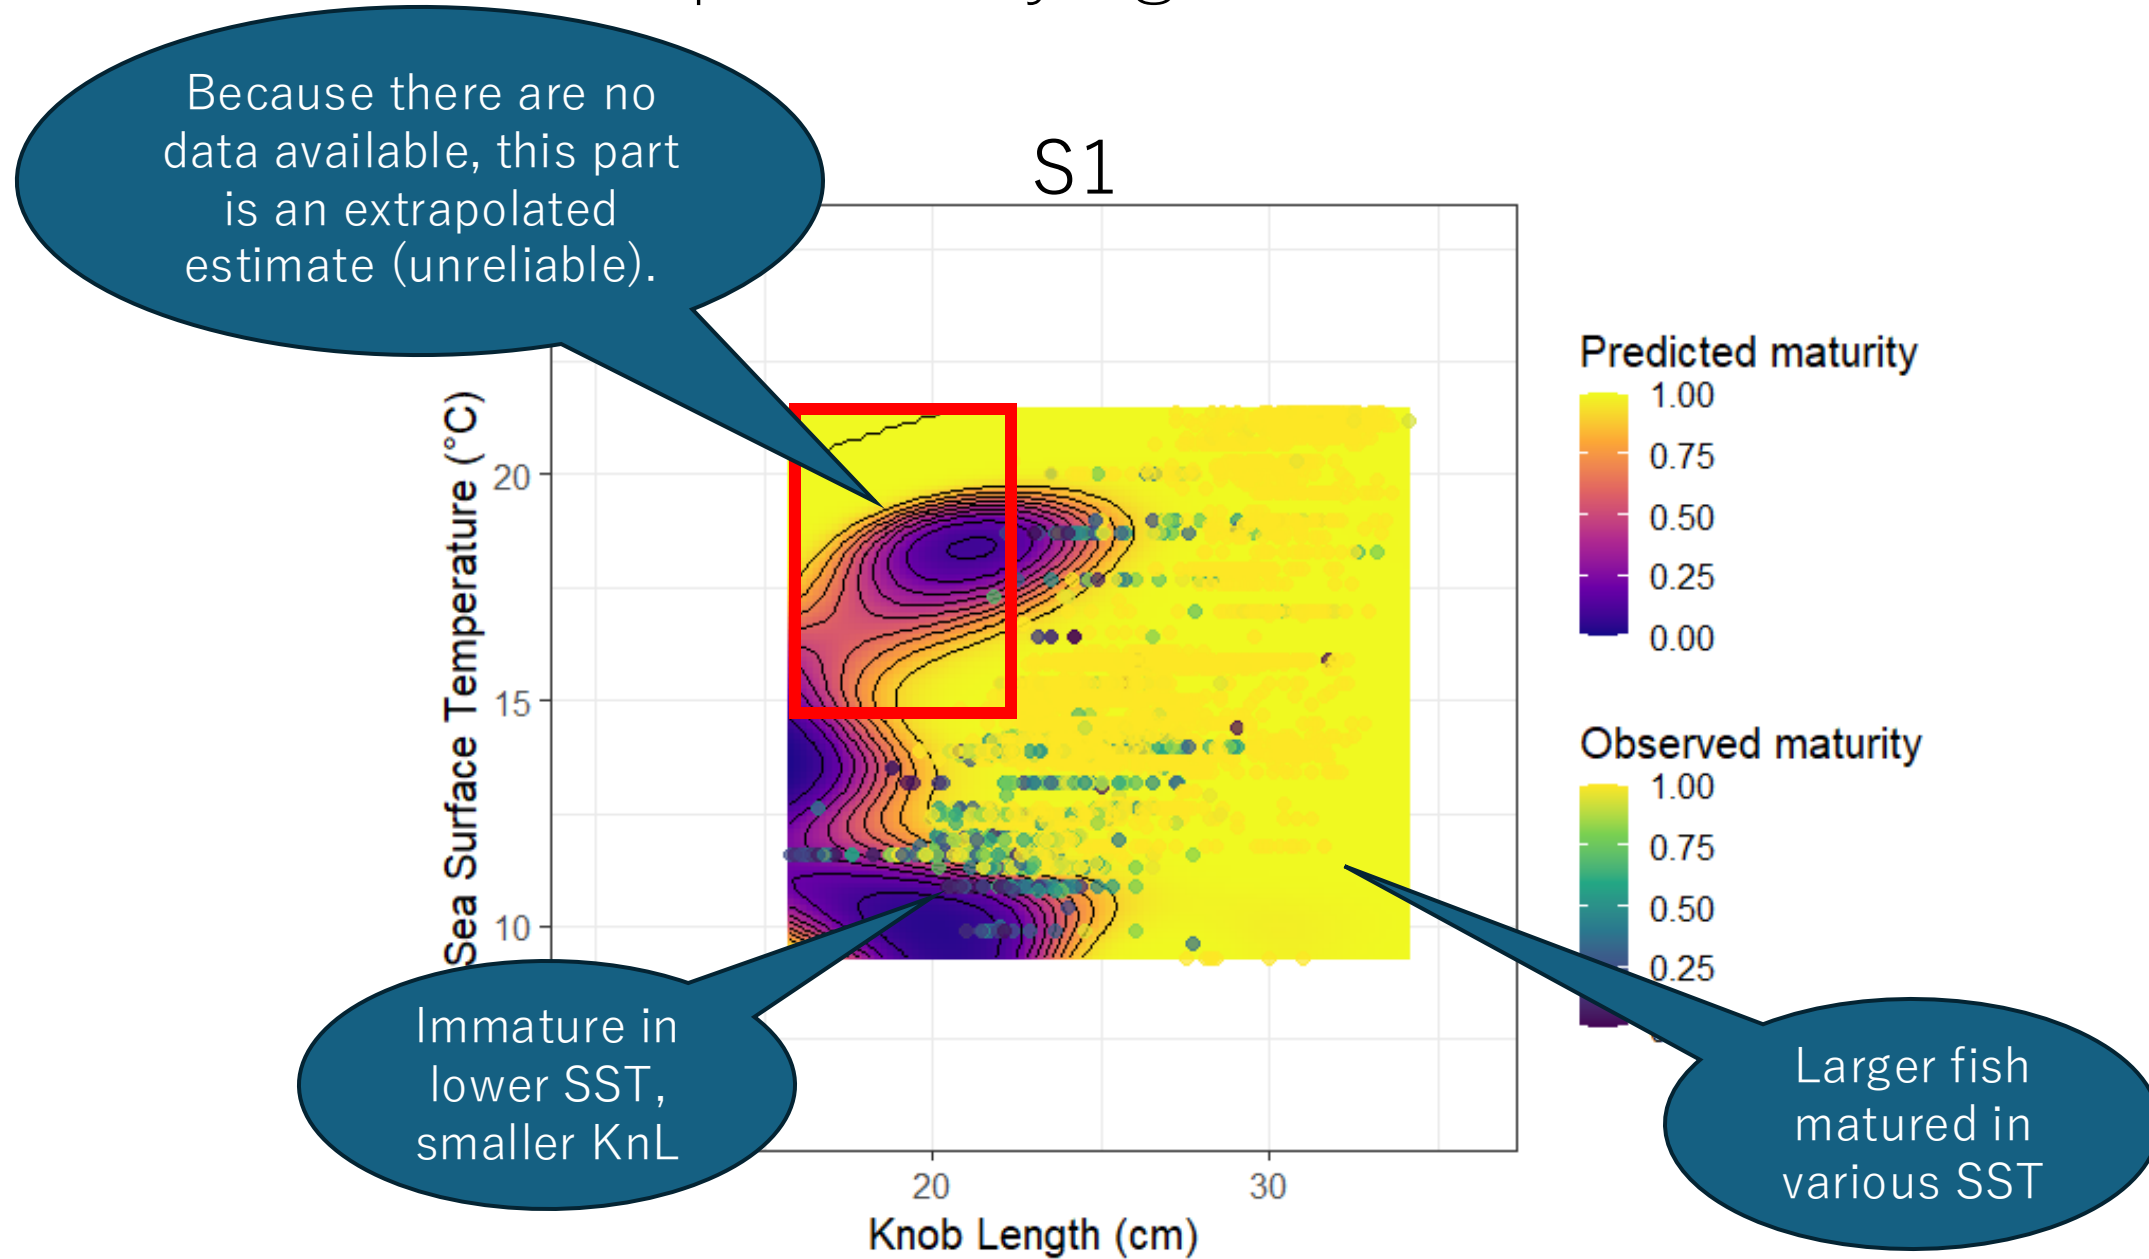 Because there are no
data available, this part
is an extrapolated
estimate (unreliable).
S1
Sea Surface Temperature (°C)
20
15
10
20
30
Knob Length (cm)
Predicted maturity
1.00
0.75
0.50
0.25
0.00
Observed maturity
1.00
0.75
0.50
0.25
Immature in
lower SST,
smaller KnL
Larger fish
matured in
various SST